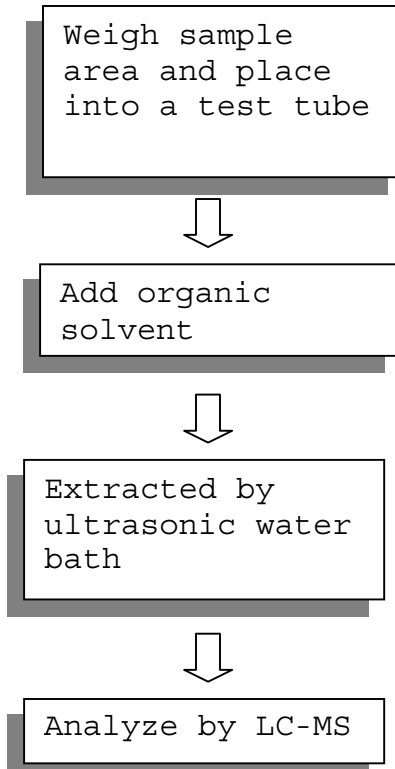 Weigh sample
area and place
into a test tube
Add organic
solvent
Extracted by
ultrasonic water
bath
Analyze by LC-MS